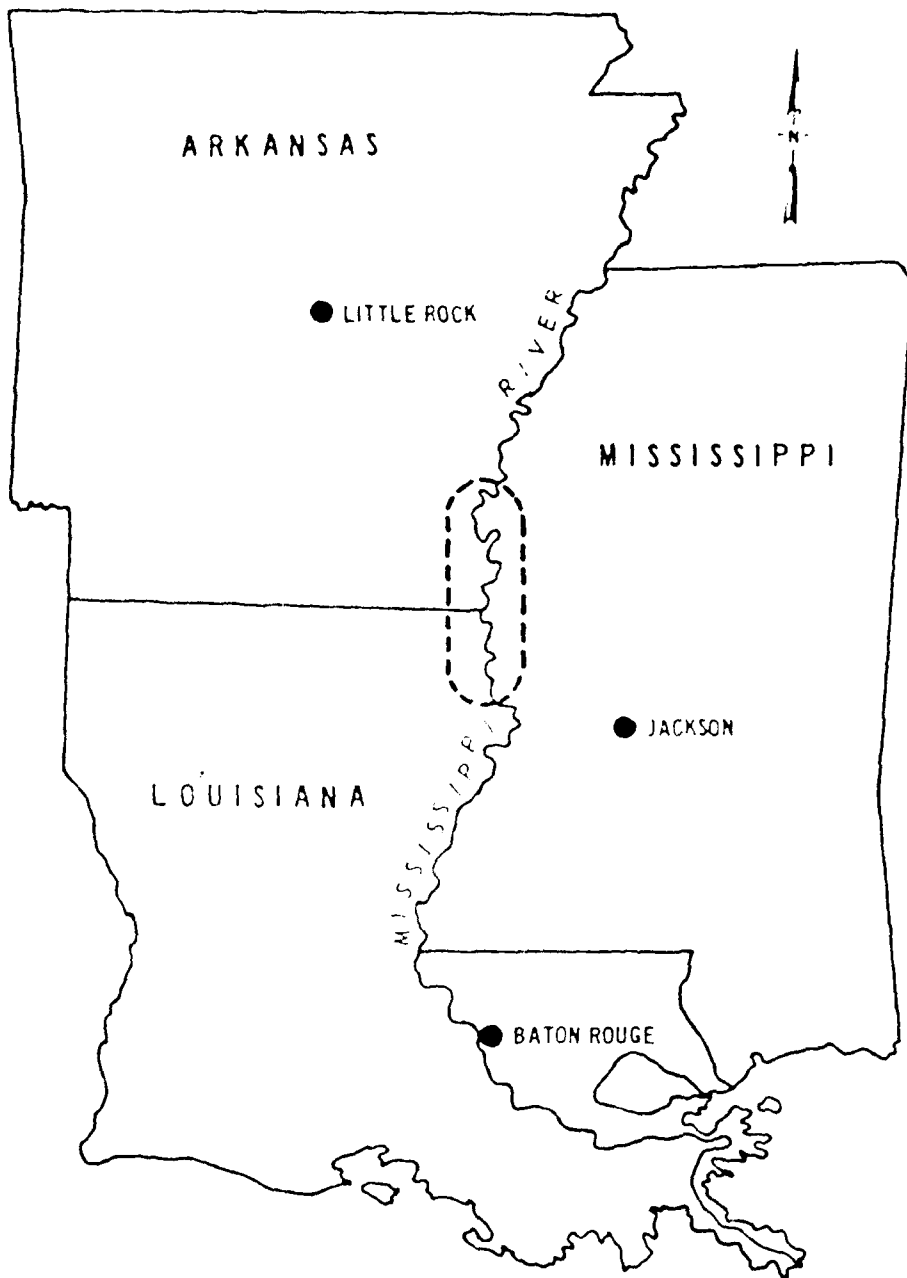 ARKANSAS
N
LITTLE ROCK
RIVER
MISSISSIPPI
JACKSON
LOUISIANA
MISSISSIPPI
BATON ROUGE